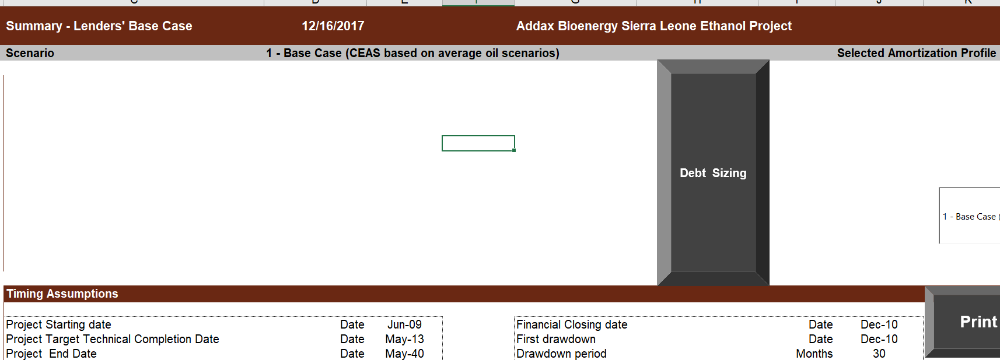 Summary - Lenders' Base Case 12/16/2017 Addax Bioenergy Sierra Leone Ethanol Project
Scenario 1 - Base Case (CEAS based on average oil scenarios) Selected Amortization Profile
Debt Sizing
1 - Base Case (
Timing Assumptions
Print
Project Starting date Date Jun-09 Financial Closing date Date Dec-10
Project Target Technical Completion Date Date May-13 First drawdown Date Dec-10
Project End Date Date May-40 Drawdown period Months 30